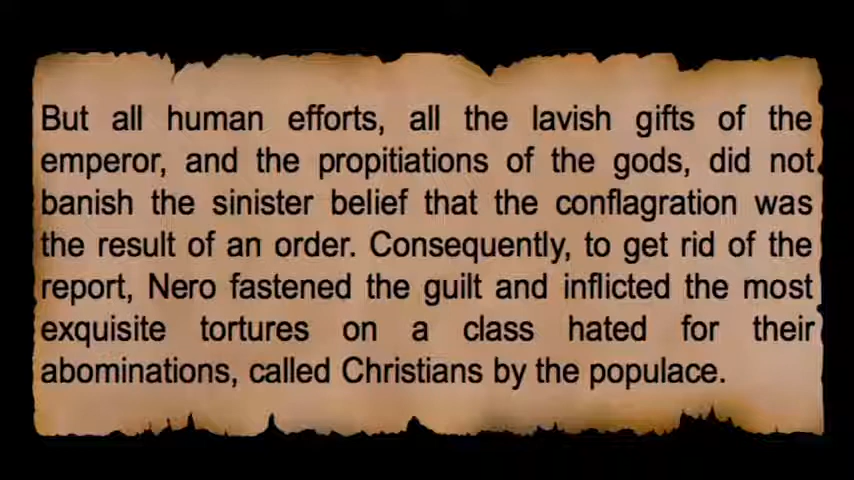 But all human efforts, all the lavish gifts of the
emperor, and the propitiations of the gods, did not
banish the sinister belief that the conflagration was
the result of an order. Consequently, to get rid of the
report, Nero fastened the guilt and inflicted the most
exquisite tortures on a class hated for their
abominations, called Christians by the populace.